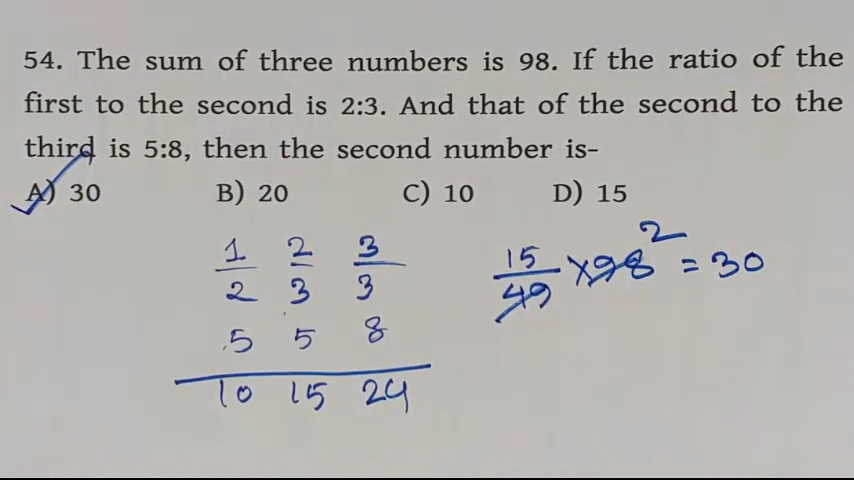 54. The sum of three numbers is 98. If the ratio of the
first to the second is 2:3. And that of the second to the
third is 5:8, then the second number is-
A) 30 B) 20 C) 10 D) 15
1 2 3
2 3 3
5 5 8
10 15 24
15/49 ×98 2 = 30